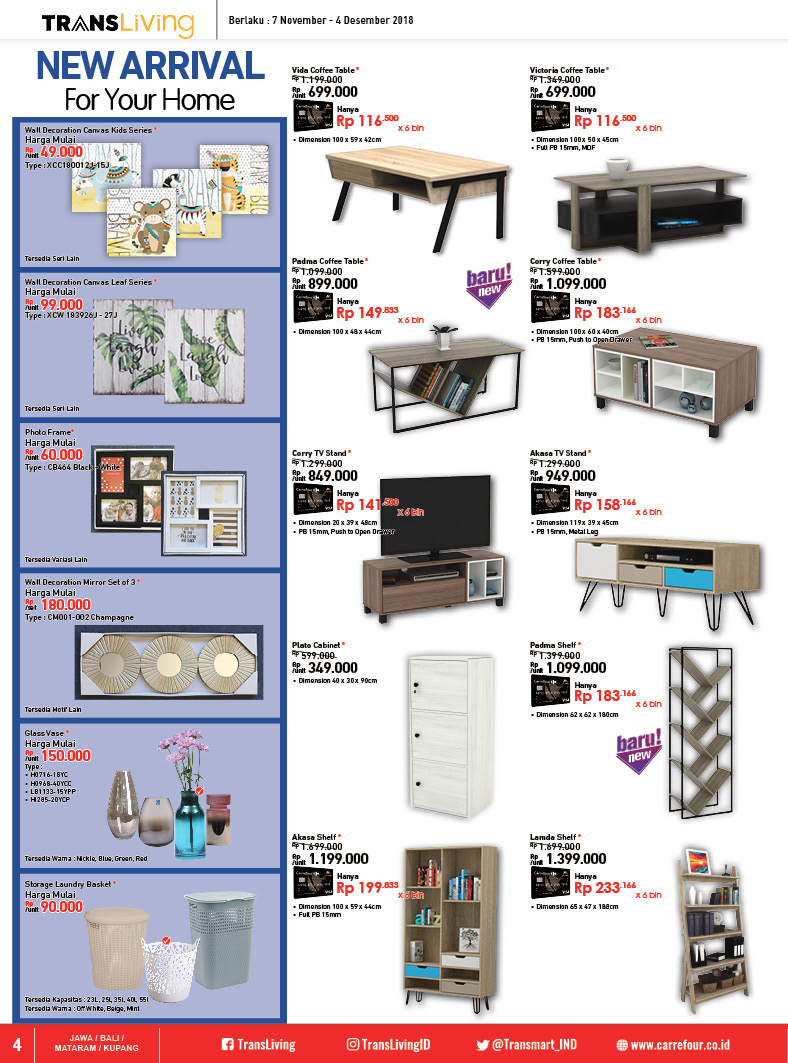 TRANSLiving
Berlaku : 7 November - 4 Desember 2018
NEW ARRIVAL
For Your Home
Wall Decoration Canvas Kids Series *
Harga Mulai
Rp /unit 49.000
Type : XCC180012J-15J
Tersedia Seri Lain
Wall Decoration Canvas Leaf Series *
Harga Mulai
Rp /unit 99.000
Type : XCW 183926J - 27J
Live
laugh
Love
Live
laugh
Love
Tersedia Seri Lain
Photo Frame*
Harga Mulai
Rp /unit 60.000
Type : CB464 Black - White
Tersedia Variasi Lain
Wall Decoration Mirror Set of 3 *
Harga Mulai
Rp /set 180.000
Type : CM001-002 Champagne
Tersedia Motif Lain
Glass Vase *
Harga Mulai
Rp /unit 150.000
Type :
• H0716-18YC
• H0968-40YCC
• LB1133-15YPP
• HI285-20YCP
Tersedia Warna : Nickle, Blue, Green, Red
Storage Laundry Basket *
Harga Mulai
Rp /unit 90.000
Tersedia Kapasitas : 23L, 25L 35l, 40L 55l
Tersedia Warna : Off White, Beige, Mint
Vida Coffee Table *
Rp 1.199.000
Rp /unit 699.000
Hanya
Rp 116.500 x 6 bln
• Dimension 100 x 59 x 42cm
Victoria Coffee Table *
Rp 1.349.000
Rp /unit 699.000
Hanya
Rp 116.500 x 6 bln
• Dimension 100 x 50 x 45cm
• Full PB 15mm, MDF
Padma Coffee Table *
Rp 1.099.000
Rp /unit 899.000
Hanya
Rp 149.833 x 6 bln
• Dimension 100 x 48 x 44cm
baru!
new
Corry Coffee Table *
Rp 1.599.000
Rp /unit 1.099.000
Hanya
Rp 183.166 x 6 bln
• Dimension 100 x 60 x 40cm
• PB 15mm, Push to Open Drawer
Corry TV Stand *
Rp 1.299.000
Rp /unit 849.000
Hanya
Rp 141.500 x 6 bln
• Dimension 20 x 39 x 48cm
• PB 15mm, Push to Open Drawer
Akasa TV Stand *
Rp 1.299.000
Rp /unit 949.000
Hanya
Rp 158.166 x 6 bln
• Dimension 119 x 39 x 45cm
• PB 15mm, Metal Leg
Plato Cabinet *
Rp 599.000
Rp /unit 349.000
• Dimension 40 x 30 x 90cm
Padma Shelf *
Rp 1.399.000
Rp /unit 1.099.000
Hanya
Rp 183.166 x 6 bln
• Dimension 62 x 62 x 180cm
baru!
new
Akasa Shelf *
Rp 1.699.000
Rp /unit 1.199.000
Hanya
Rp 199.833 x 6 bln
• Dimension 100 x 59 x 44cm
• Full PB 15mm
Lamda Shelf *
Rp 1.699.000
Rp /unit 1.399.000
Hanya
Rp 233.166 x 6 bln
• Dimension 65 x 47 x 188cm
4
JAWA / BALI /
MATARAM / KUPANG
TransLiving
TransLivingID
@Transmart_IND
www.carrefour.co.id